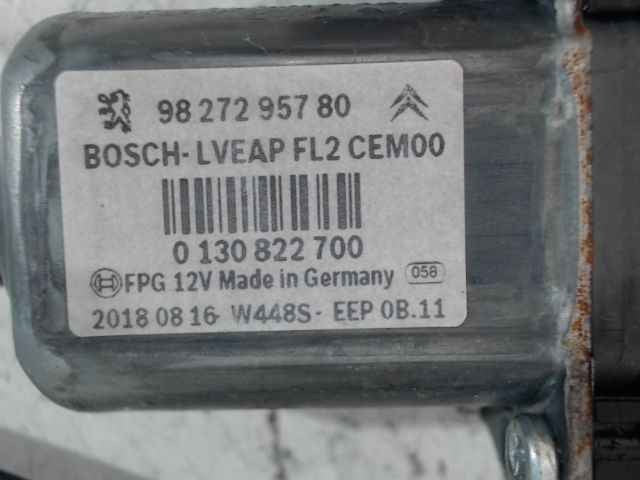 98 272 957 80
BOSCH- LVEAP FL2 CEM00
0 130 822 700
FPG 12V Made in Germany 058
2018 08 16 - W448S - EEP 0B.11